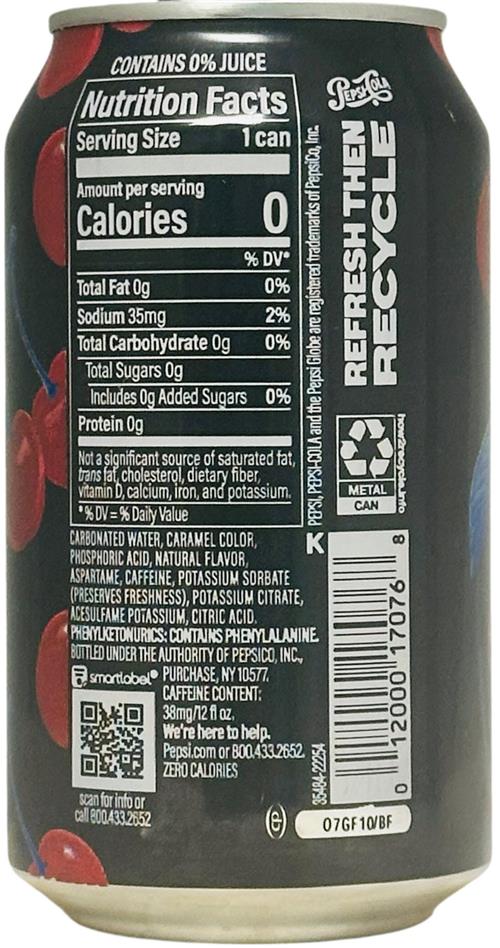 CONTAINS 0% JUICE
Nutrition Facts
Serving Size 1 can
Amount per serving
Calories 0
% DV*
Total Fat 0g 0%
Sodium 35mg 2%
Total Carbohydrate 0g 0%
Total Sugars 0g
Includes 0g Added Sugars 0%
Protein 0g
Not a significant source of saturated fat,
trans fat, cholesterol, dietary fiber,
vitamin D, calcium, iron, and potassium.
*% DV = % Daily Value
CARBONATED WATER, CARAMEL COLOR,
PHOSPHORIC ACID, NATURAL FLAVOR,
ASPARTAME, CAFFEINE, POTASSIUM SORBATE
(PRESERVES FRESHNESS), POTASSIUM CITRATE,
ACESULFAME POTASSIUM, CITRIC ACID.
PHENYLKETONURICS: CONTAINS PHENYLALANINE.
BOTTLED UNDER THE AUTHORITY OF PEPSICO, INC.,
smartlabel® PURCHASE, NY 10577.
CAFFEINE CONTENT:
38mg/12 fl oz.
We're here to help.
Pepsi.com or 800.433.2652.
ZERO CALORIES
scan for info or
call 800.433.2652
PEPSI, PEPSI-COLA and the Pepsi Globe are registered trademarks of PepsiCo, Inc.
PEPSI-COLA
REFRESH THEN
RECYCLE
METAL
CAN
how2recycle.info
K
0 12000 17076 8
35484-22254
CP
07GF10/BF